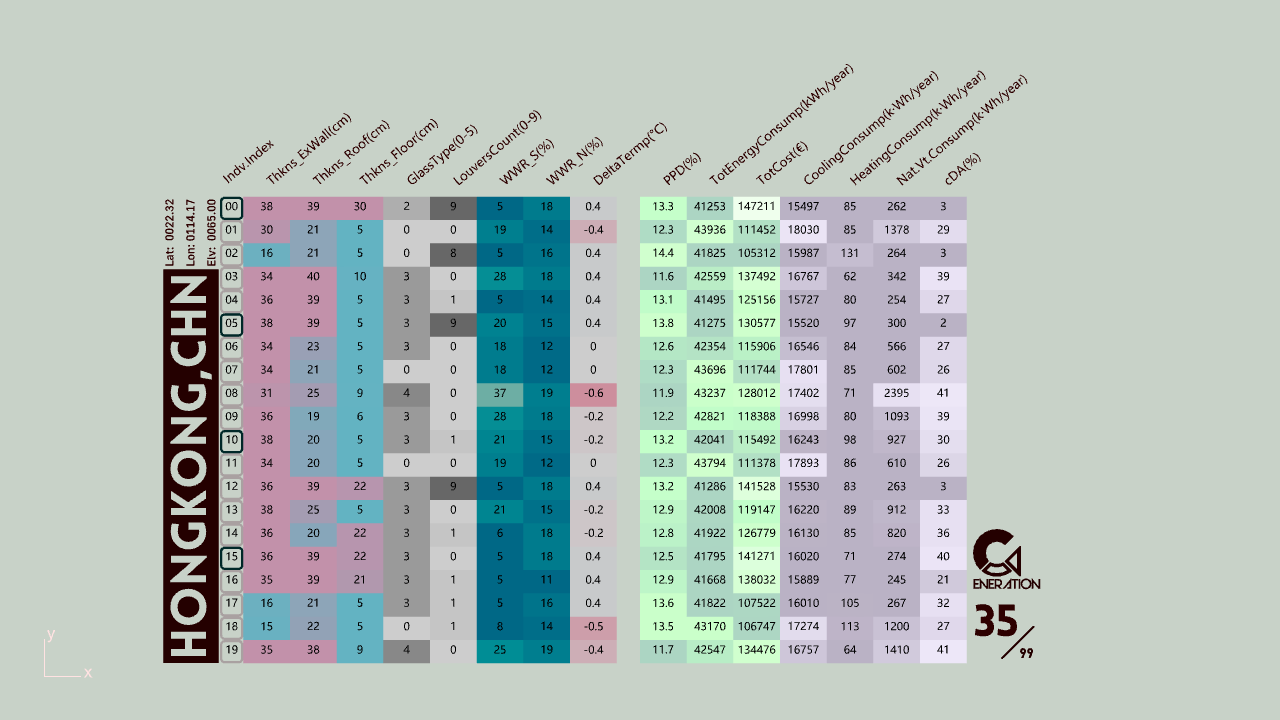 Indv.Index Thkns_ExWall(cm) Thkns_Roof(cm) Thkns_Floor(cm) GlassType(0-5) LouversCount(0-9) WWR_S(%) WWR_N(%) DeltaTermp(°C) PPD(%) TotEnergyConsump(kWh/year) TotCost(€) CoolingConsump(k·Wh/year) HeatingConsump(k·Wh/year) Nat.Vt.Consump(k·Wh/year) cDA(%)
Lat: 0022.32
Lon: 0114.17
Elv: 0065.00
HONGKONG,CHN
00 38 39 30 2 9 5 18 0.4 13.3 41253 147211 15497 85 262 3
01 30 21 5 0 0 19 14 -0.4 12.3 43936 111452 18030 85 1378 29
02 16 21 5 0 8 5 16 0.4 14.4 41825 105312 15987 131 264 3
03 34 40 10 3 0 28 18 0.4 11.6 42559 137492 16767 62 342 39
04 36 39 5 3 1 5 14 0.4 13.1 41495 125156 15727 80 254 27
05 38 39 5 3 9 20 15 0.4 13.8 41275 130577 15520 97 300 2
06 34 23 5 3 0 18 12 0 12.6 42354 115906 16546 84 566 27
07 34 21 5 0 0 18 12 0 12.3 43696 111744 17801 85 602 26
08 31 25 9 4 0 37 19 -0.6 11.9 43237 128012 17402 71 2395 41
09 36 19 6 3 0 28 18 -0.2 12.2 42821 118388 16998 80 1093 39
10 38 20 5 3 1 21 15 -0.2 13.2 42041 115492 16243 98 927 30
11 34 20 5 0 0 19 12 0 12.3 43794 111378 17893 86 610 26
12 36 39 22 3 9 5 18 0.4 13.2 41286 141528 15530 83 263 3
13 38 25 5 3 0 21 15 -0.2 12.9 42008 119147 16220 89 912 33
14 36 20 22 3 1 6 18 -0.2 12.8 41922 126779 16130 85 820 36
15 36 39 22 3 0 5 18 0.4 12.5 41795 141271 16020 71 274 40
16 35 39 21 3 1 5 11 0.4 12.9 41668 138032 15889 77 245 21
17 16 21 5 3 1 5 16 0.4 13.6 41822 107522 16010 105 267 32
18 15 22 5 0 1 8 14 -0.5 13.5 43170 106747 17274 113 1200 27
19 35 38 9 4 0 25 19 -0.4 11.7 42547 134476 16757 64 1410 41
G
ENERATION
35/99
y
x